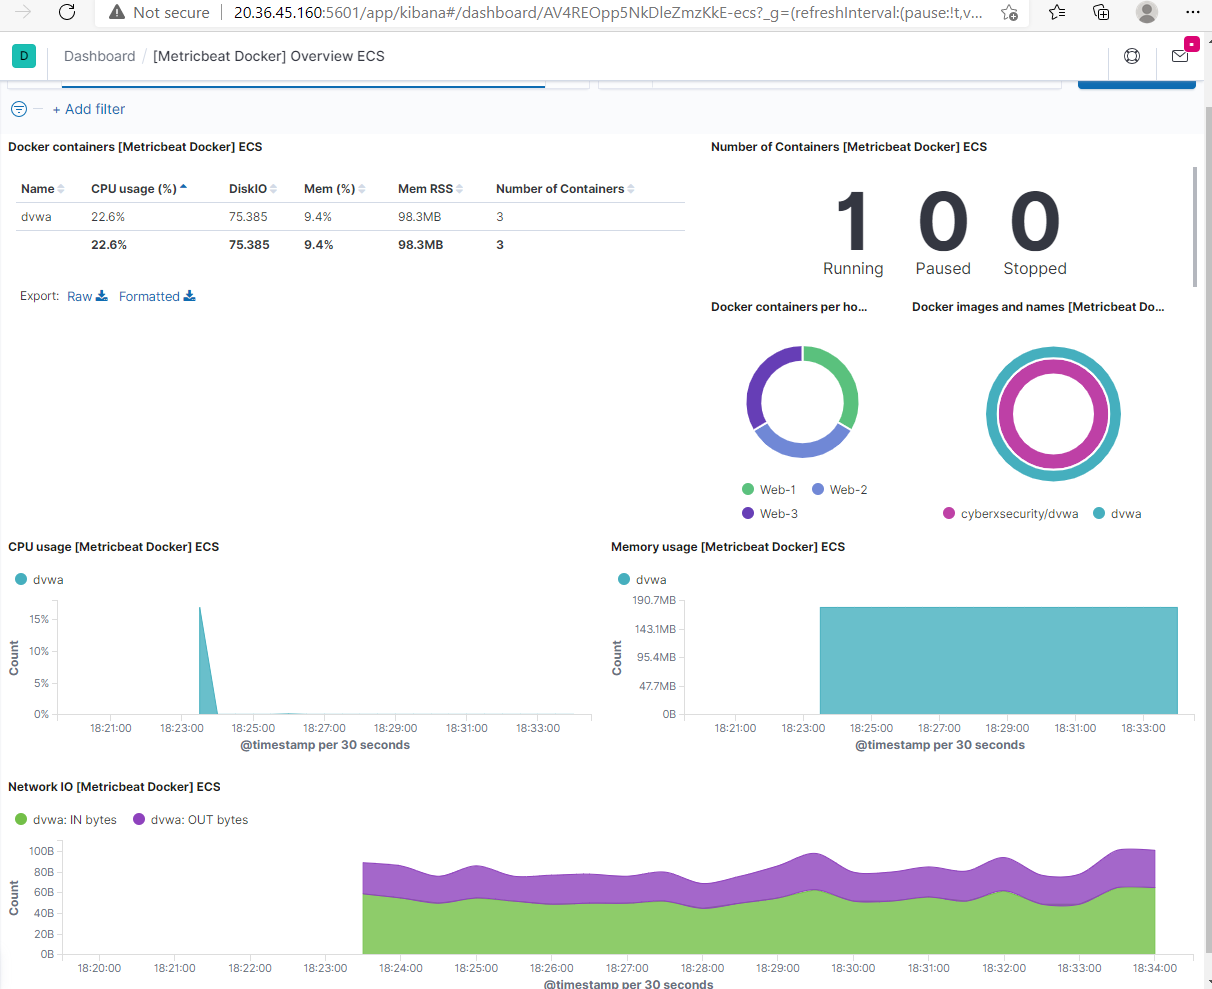 Not secure | 20.36.45.160:5601/app/kibana#/dashboard/AV4REOpp5NkDleZmzKkE-ecs?_g=(refreshInterval:(pause:!t,v...
D Dashboard / [Metricbeat Docker] Overview ECS
+ Add filter
Docker containers [Metricbeat Docker] ECS
Name CPU usage (%) DiskIO Mem (%) Mem RSS Number of Containers
dvwa 22.6% 75.385 9.4% 98.3MB 3
22.6% 75.385 9.4% 98.3MB 3
Export: Raw Formatted
Number of Containers [Metricbeat Docker] ECS
1 0 0
Running Paused Stopped
Docker containers per ho...
Web-1 Web-2
Web-3
Docker images and names [Metricbeat Do...
cyberxsecurity/dvwa dvwa
CPU usage [Metricbeat Docker] ECS
dvwa
Count
15%
10%
5%
0%
18:21:00 18:23:00 18:25:00 18:27:00 18:29:00 18:31:00 18:33:00
@timestamp per 30 seconds
Memory usage [Metricbeat Docker] ECS
dvwa
Count
190.7MB
143.1MB
95.4MB
47.7MB
0B
18:21:00 18:23:00 18:25:00 18:27:00 18:29:00 18:31:00 18:33:00
@timestamp per 30 seconds
Network IO [Metricbeat Docker] ECS
dvwa: IN bytes dvwa: OUT bytes
Count
100B
80B
60B
40B
20B
0B
18:20:00 18:21:00 18:22:00 18:23:00 18:24:00 18:25:00 18:26:00 18:27:00 18:28:00 18:29:00 18:30:00 18:31:00 18:32:00 18:33:00 18:34:00
@timestamp per 30 seconds